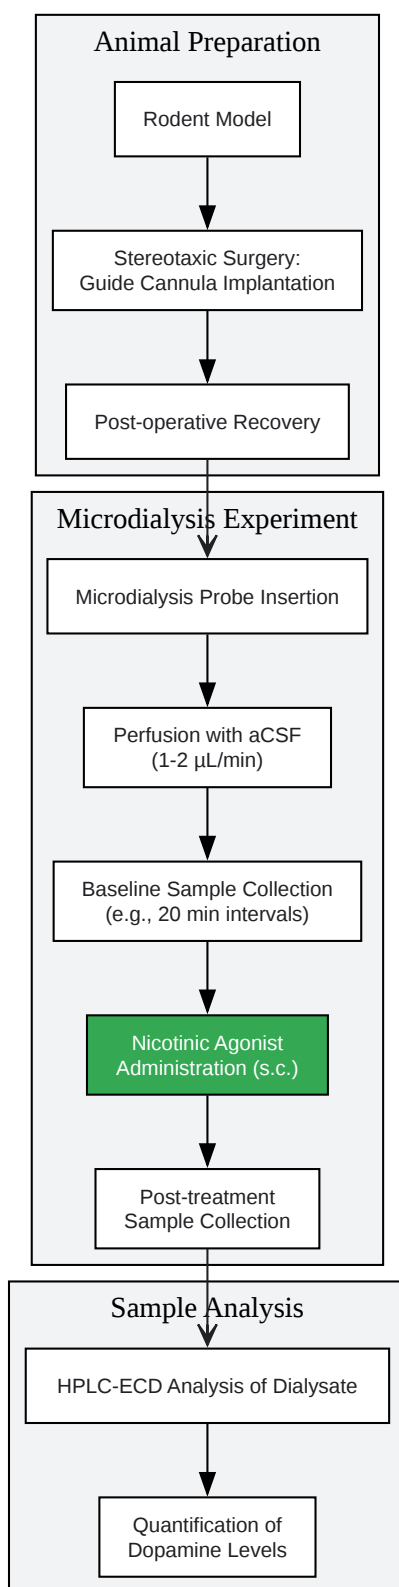 Animal Preparation
Rodent Model
Stereotaxic Surgery:
Guide Cannula Implantation
Post-operative Recovery
Microdialysis Experiment
Microdialysis Probe Insertion
Perfusion with aCSF
(1-2 µL/min)
Baseline Sample Collection
(e.g., 20 min intervals)
Nicotinic Agonist
Administration (s.c.)
Post-treatment
Sample Collection
Sample Analysis
HPLC-ECD Analysis of Dialysate
Quantification of
Dopamine Levels